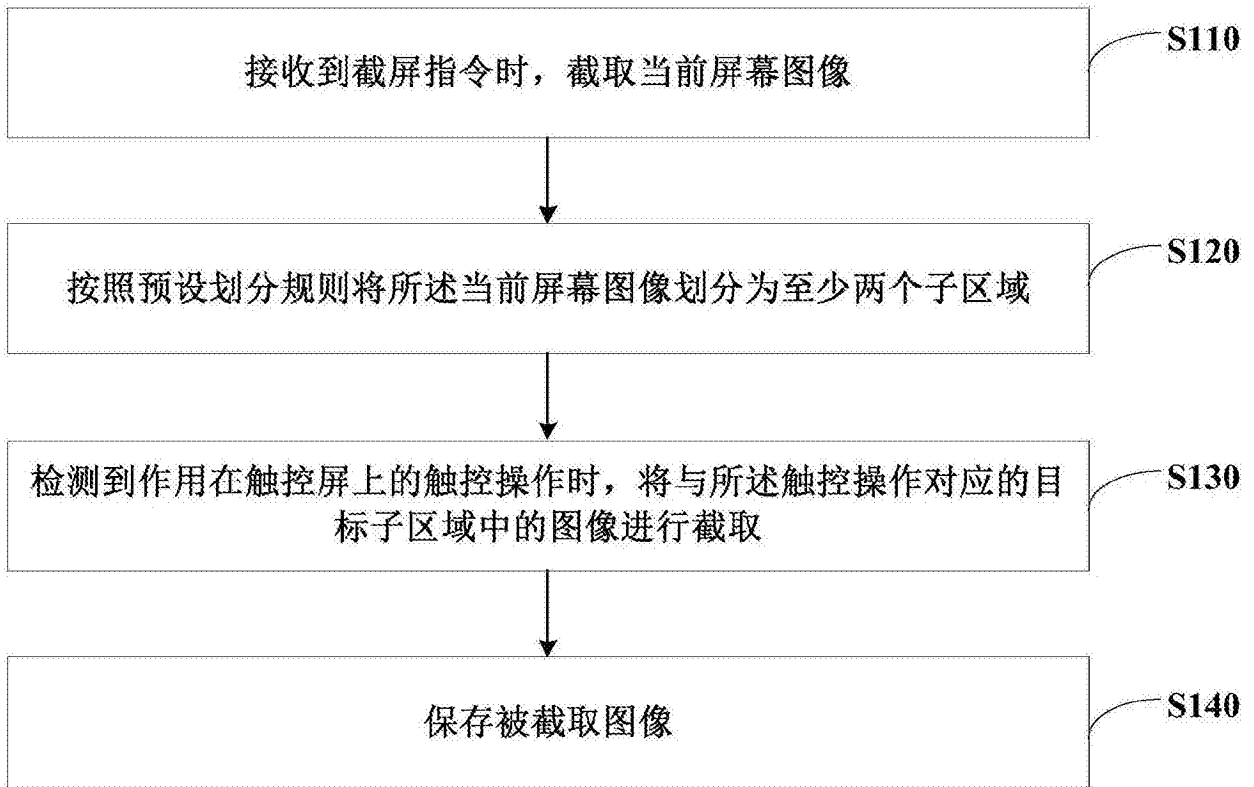 接收到截屏指令时，截取当前屏幕图像
S110
按照预设划分规则将所述当前屏幕图像划分为至少两个子区域
S120
检测到作用在触控屏上的触控操作时，将与所述触控操作对应的目
标子区域中的图像进行截取
S130
保存被截取图像
S140